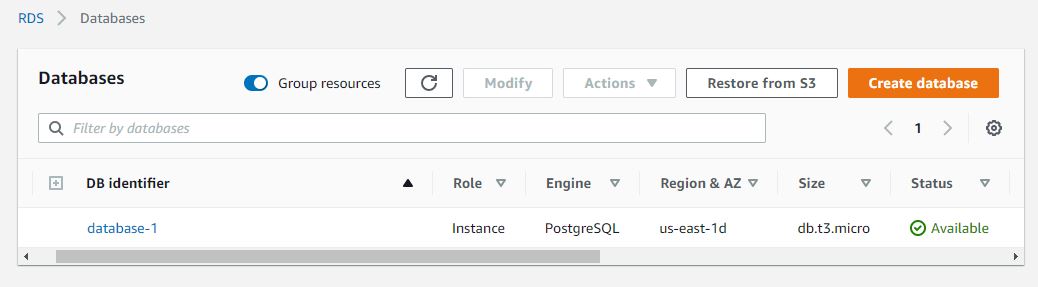 RDS Databases
Databases Group resources Modify Actions Restore from S3 Create database
Filter by databases 1
DB identifier Role Engine Region & AZ Size Status
database-1 Instance PostgreSQL us-east-1d db.t3.micro Available